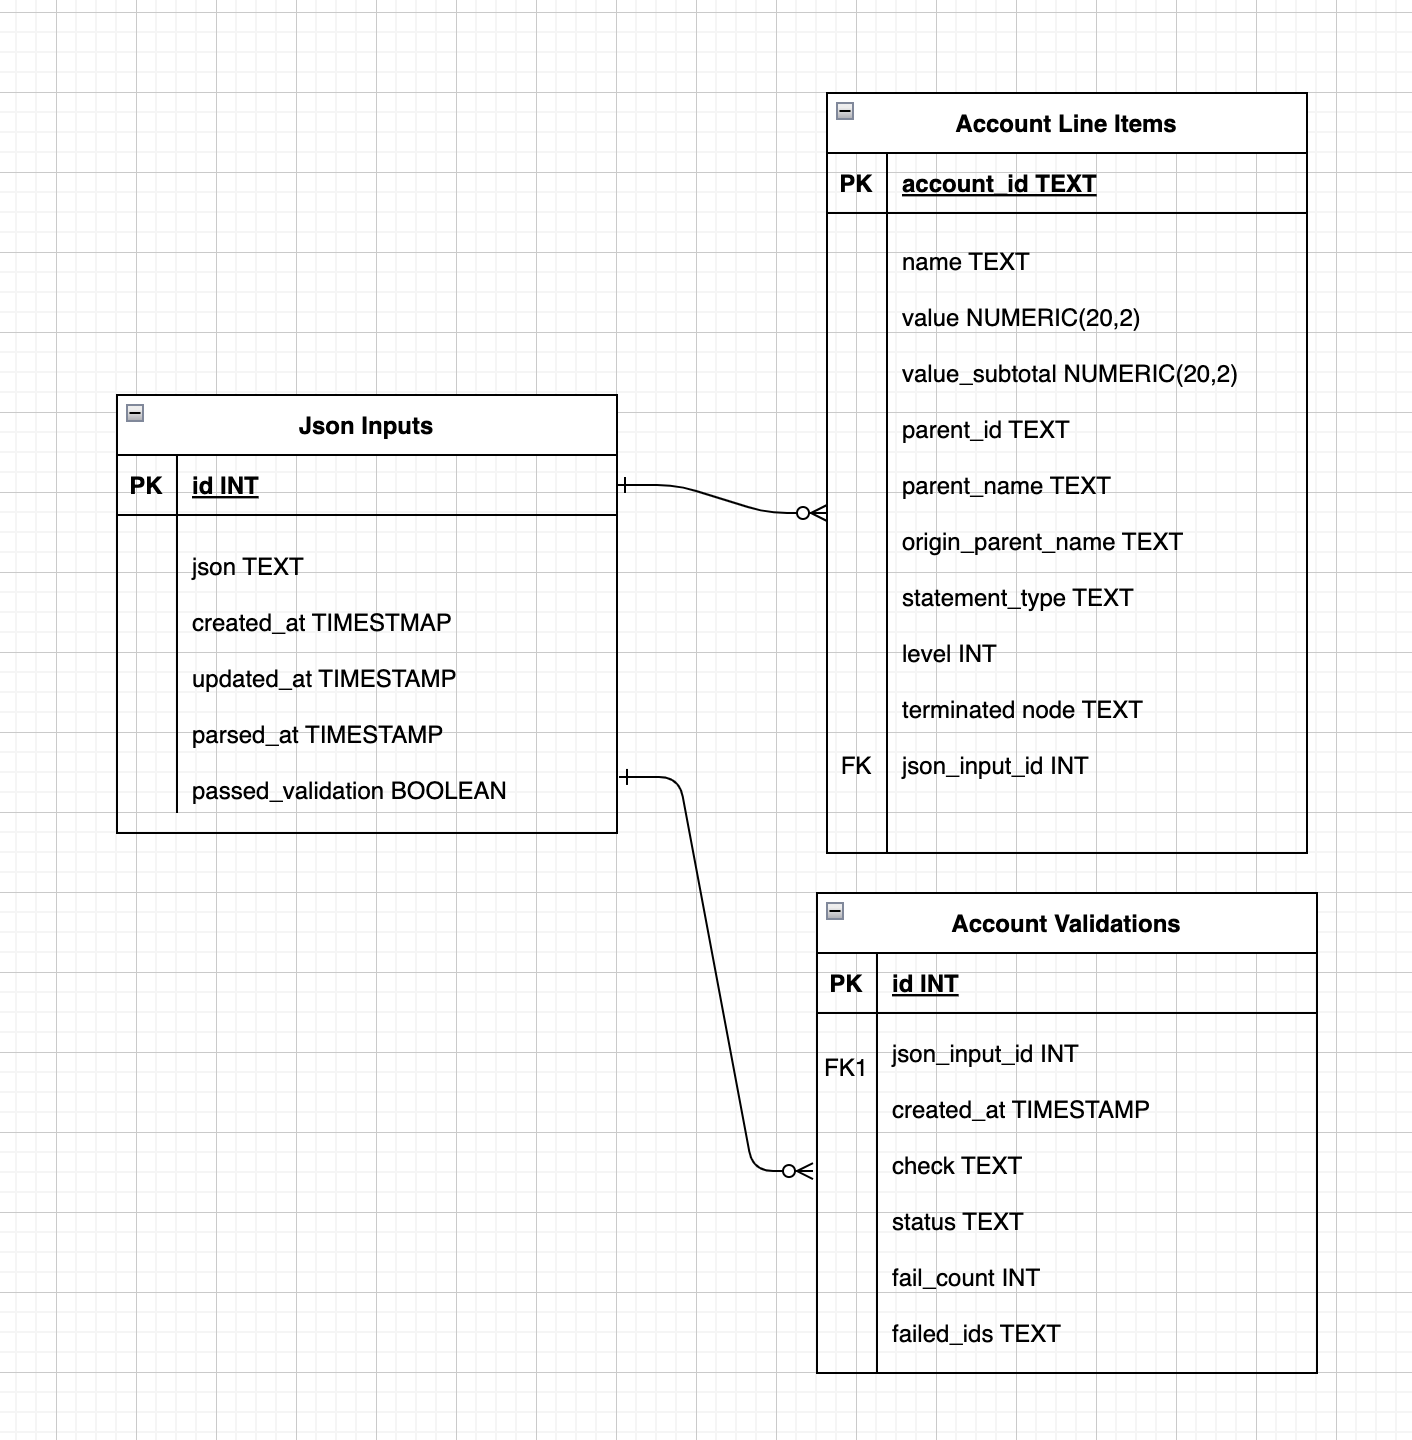 Account Line Items
PK account_id TEXT
name TEXT
value NUMERIC(20,2)
value_subtotal NUMERIC(20,2)
parent_id TEXT
parent_name TEXT
origin_parent_name TEXT
statement_type TEXT
level INT
terminated node TEXT
FK json_input_id INT
Json Inputs
PK id INT
json TEXT
created_at TIMESTMAP
updated_at TIMESTAMP
parsed_at TIMESTAMP
passed_validation BOOLEAN
Account Validations
PK id INT
FK1 json_input_id INT
created_at TIMESTAMP
check TEXT
status TEXT
fail_count INT
failed_ids TEXT